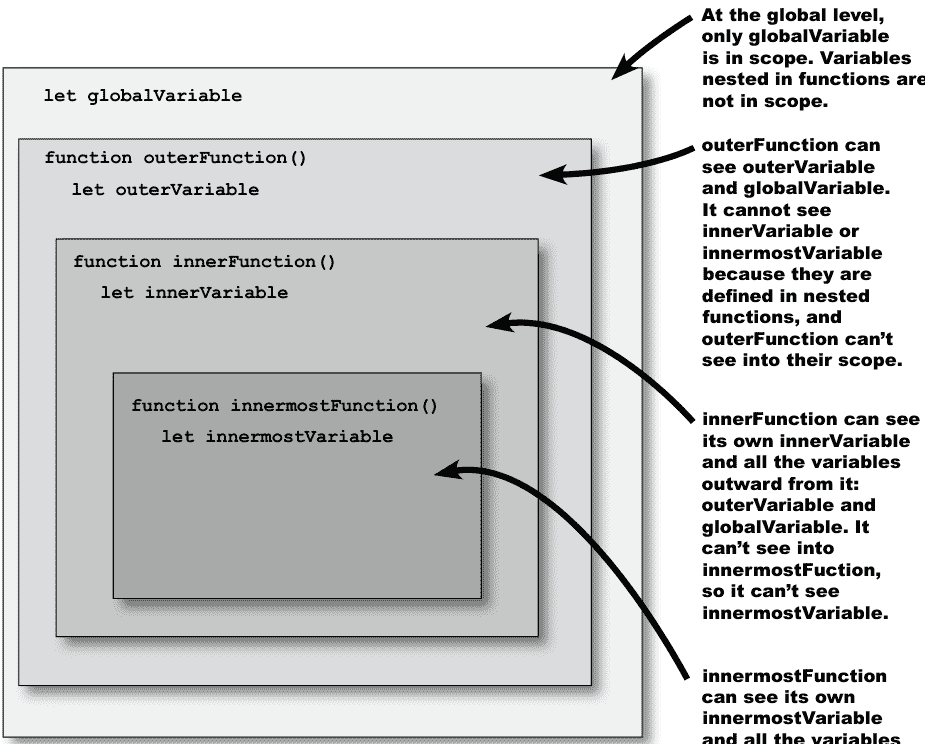 At the global level,
only globalVariable
is in scope. Variables
nested in functions are
not in scope.
let globalVariable
function outerFunction()
let outerVariable
outerFunction can
see outerVariable
and globalVariable.
It cannot see
innerVariable or
innermostVariable
because they are
defined in nested
functions, and
outerFunction can't
see into their scope.
function innerFunction()
let innerVariable
innerFunction can see
its own innerVariable
and all the variables
outward from it:
outerVariable and
globalVariable. It
can't see into
innermostFuction,
so it can't see
innermostVariable.
function innermostFunction()
let innermostVariable
innermostFunction
can see its own
innermostVariable
and all the variables